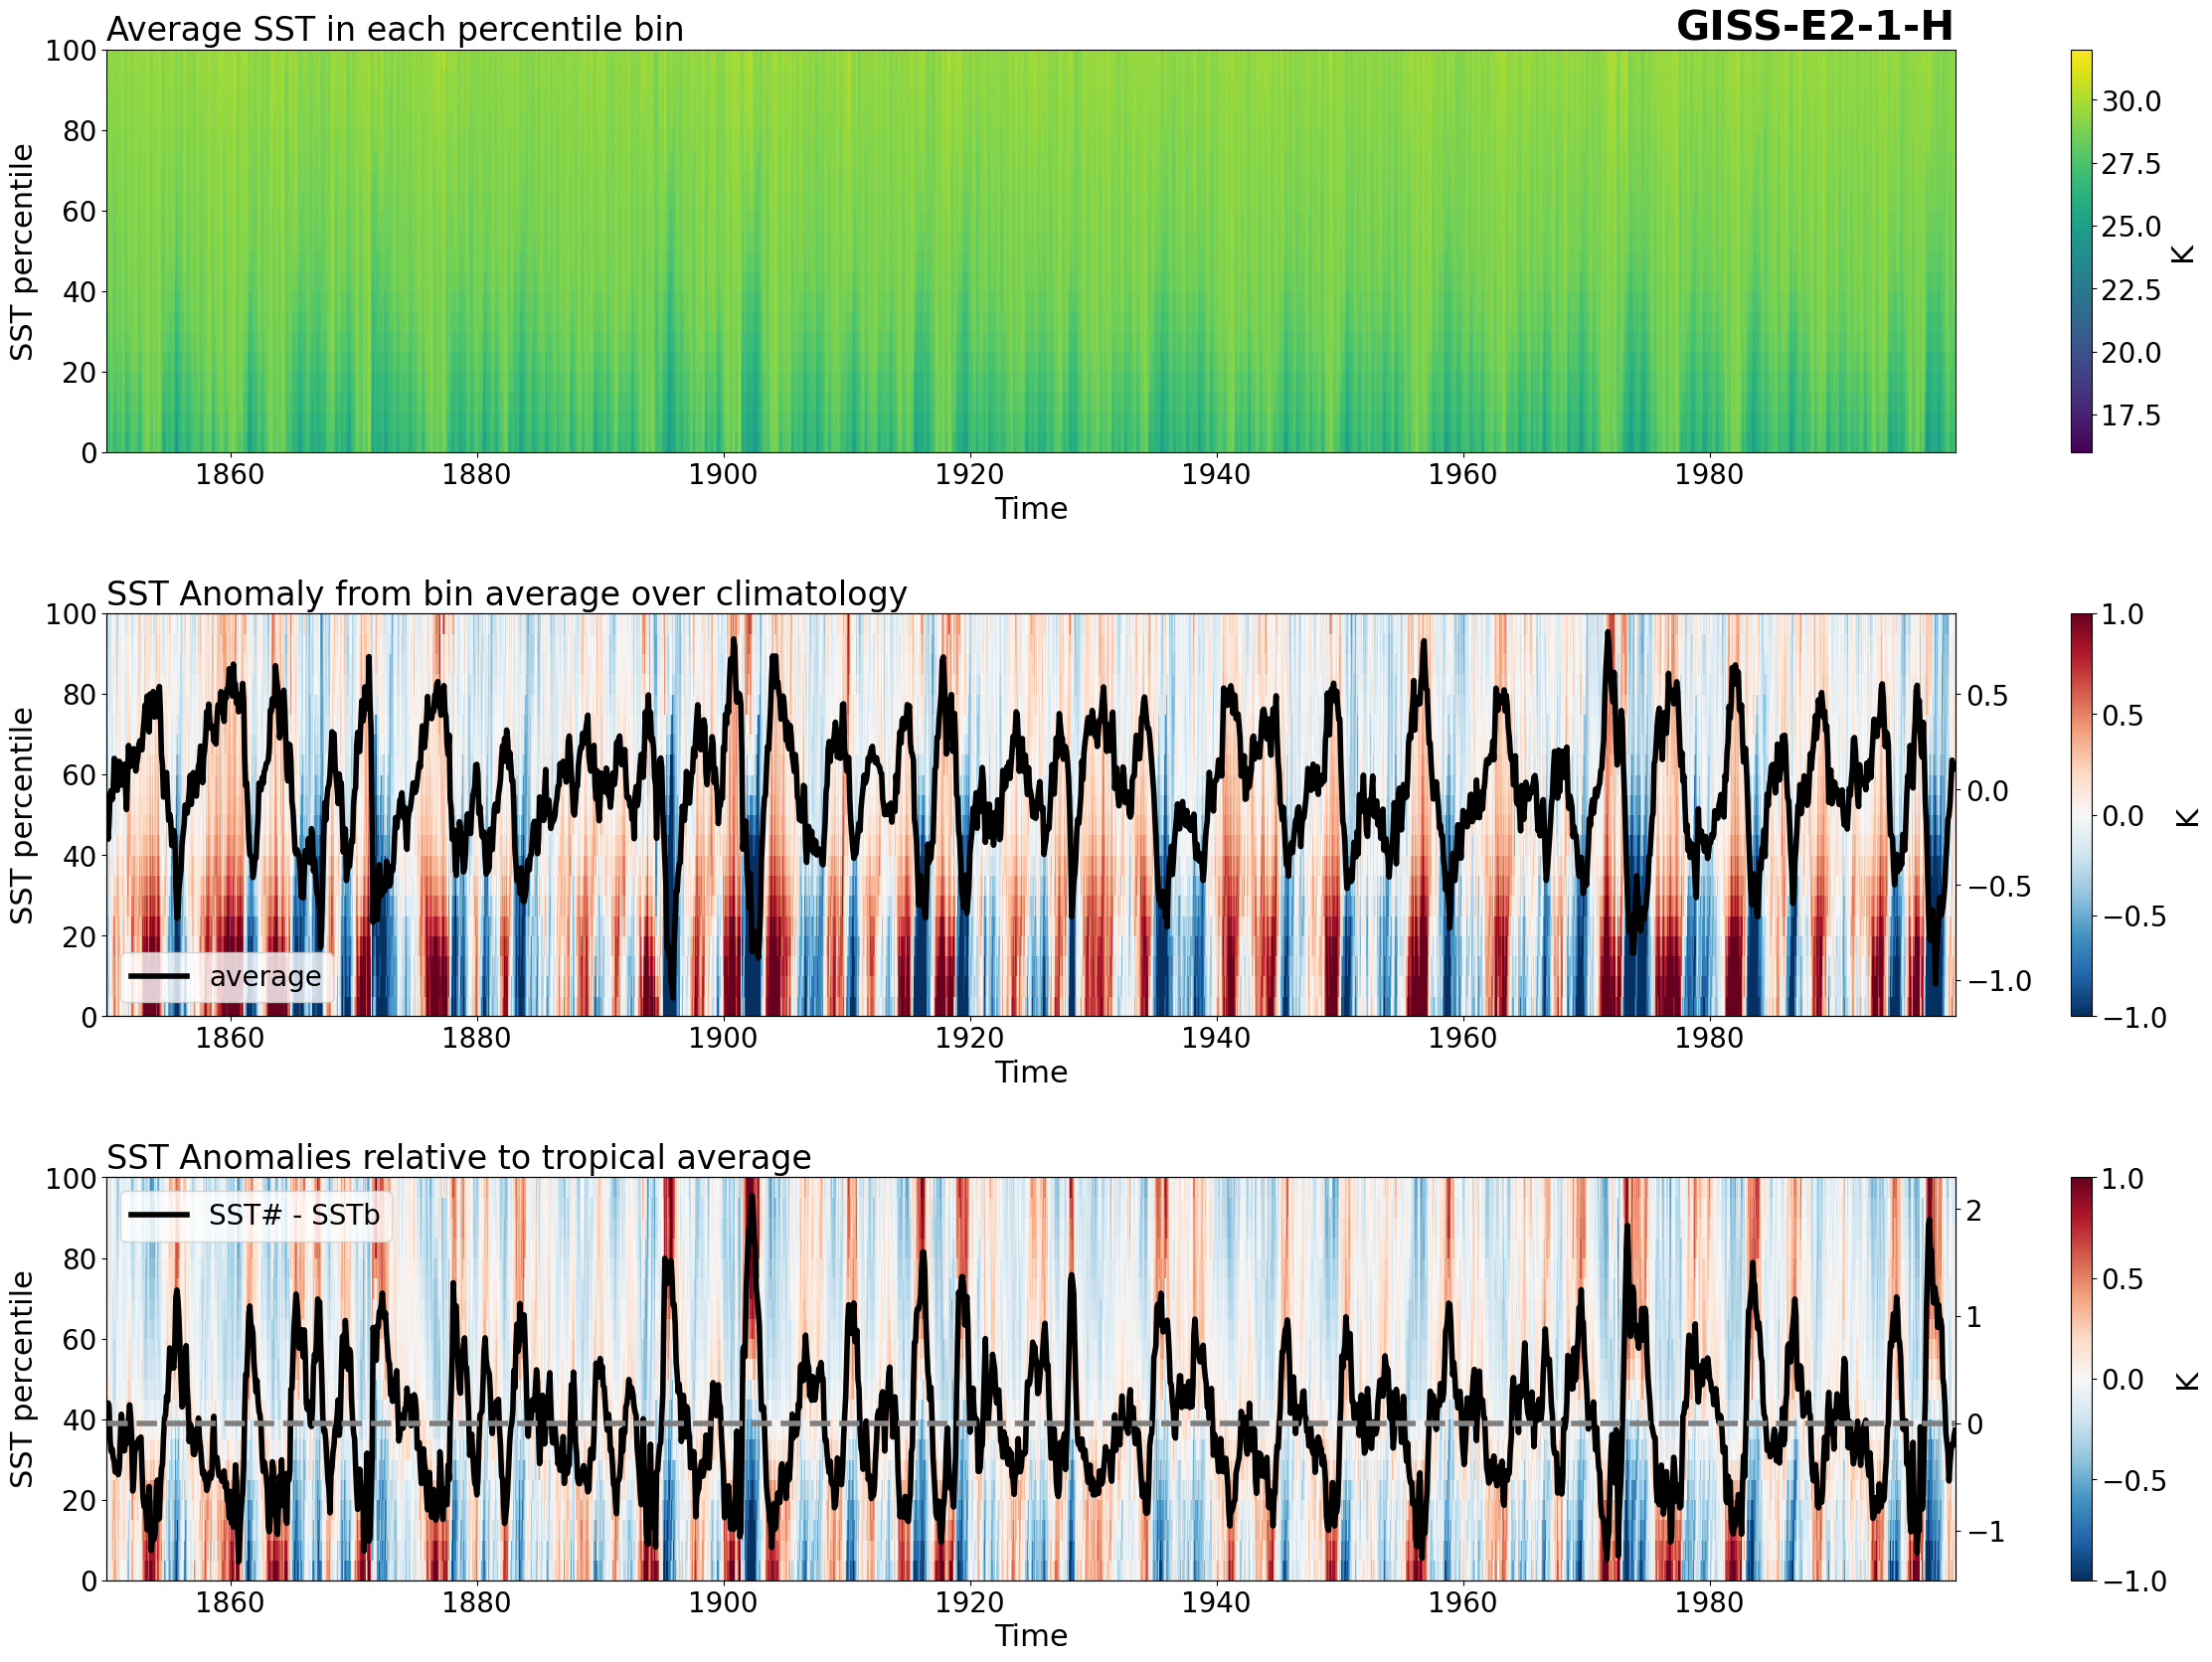 Average SST in each percentile bin
GISS-E2-1-H
100
80
60
40
20
0
SST percentile
1860 1880 1900 1920 1940 1960 1980
Time
30.0
27.5
25.0
22.5
20.0
17.5
K
SST Anomaly from bin average over climatology
100
80
60
40
20
0
SST percentile
average
1860 1880 1900 1920 1940 1960 1980
Time
0.5
0.0
−0.5
−1.0
1.0
0.5
0.0
−0.5
−1.0
K
SST Anomalies relative to tropical average
100
80
60
40
20
0
SST percentile
SST# - SSTb
1860 1880 1900 1920 1940 1960 1980
Time
2
1
0
−1
1.0
0.5
0.0
−0.5
−1.0
K